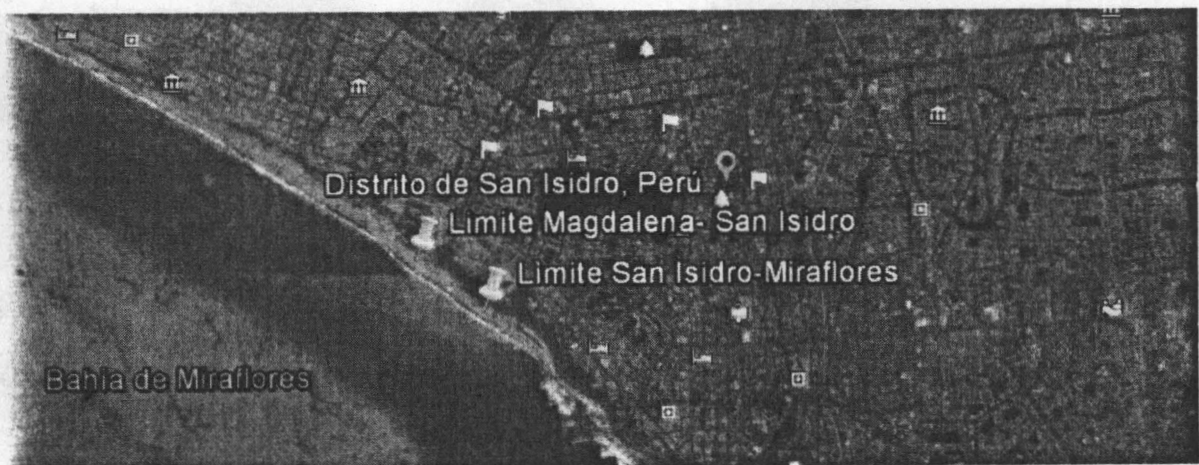 Distrito de San Isidro, Perú
Limite Magdalena- San Isidro
Limite San Isidro-Miraflores
Bahia de Miraflores